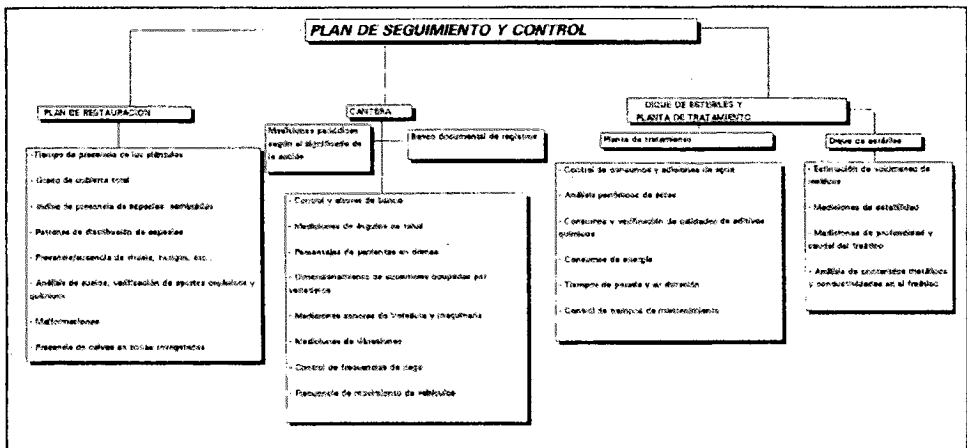 PLAN DE SEGUIMIENTO Y CONTROL
PLAN DE RESTAURACION
- Tiempo de presencia de las plántulas
- Grado de cubierta total
- Indice de presencia de especies sembradas
- Patrones de distribución de especies
- Presencia/ausencia de musgos, hongos, etc..
- Análisis de suelos, verificación de aportes orgánicos y
químicos
- Malformaciones
- Presencia de calvas en zonas revegetadas
CANTERA
Mediciones periódicas
según el significado de
la acción
Banco documental de registros
- Control y alturas de banco
- Mediciones de ángulos de talud
- Porcentajes de pendientes en
- Dimensionamiento de superficies ocupadas por
vertederos
- Mediciones sonoras de voladura y maquinaria
- Mediciones de vibraciones
- Control de frecuencias de riego
- Frecuencia de movimiento de vehículos
DIQUE DE ESTERILES Y
PLANTA DE TRATAMIENTO
Planta de tratamiento
- Control de consumos y adiciones de agua
- Análisis periódicos de
- Consumos y verificación de calidades de aditivos
químicos
- Consumos de energía
- Tiempos de parada y su duración
- Control de tiempos de mantenimiento
Dique de estériles
- Estimación de volúmenes de
residuos
- Mediciones de estabilidad
- Mediciones de profundidad y
caudal del freático
- Análisis de contenidos metálicos
y conductividades en el freático